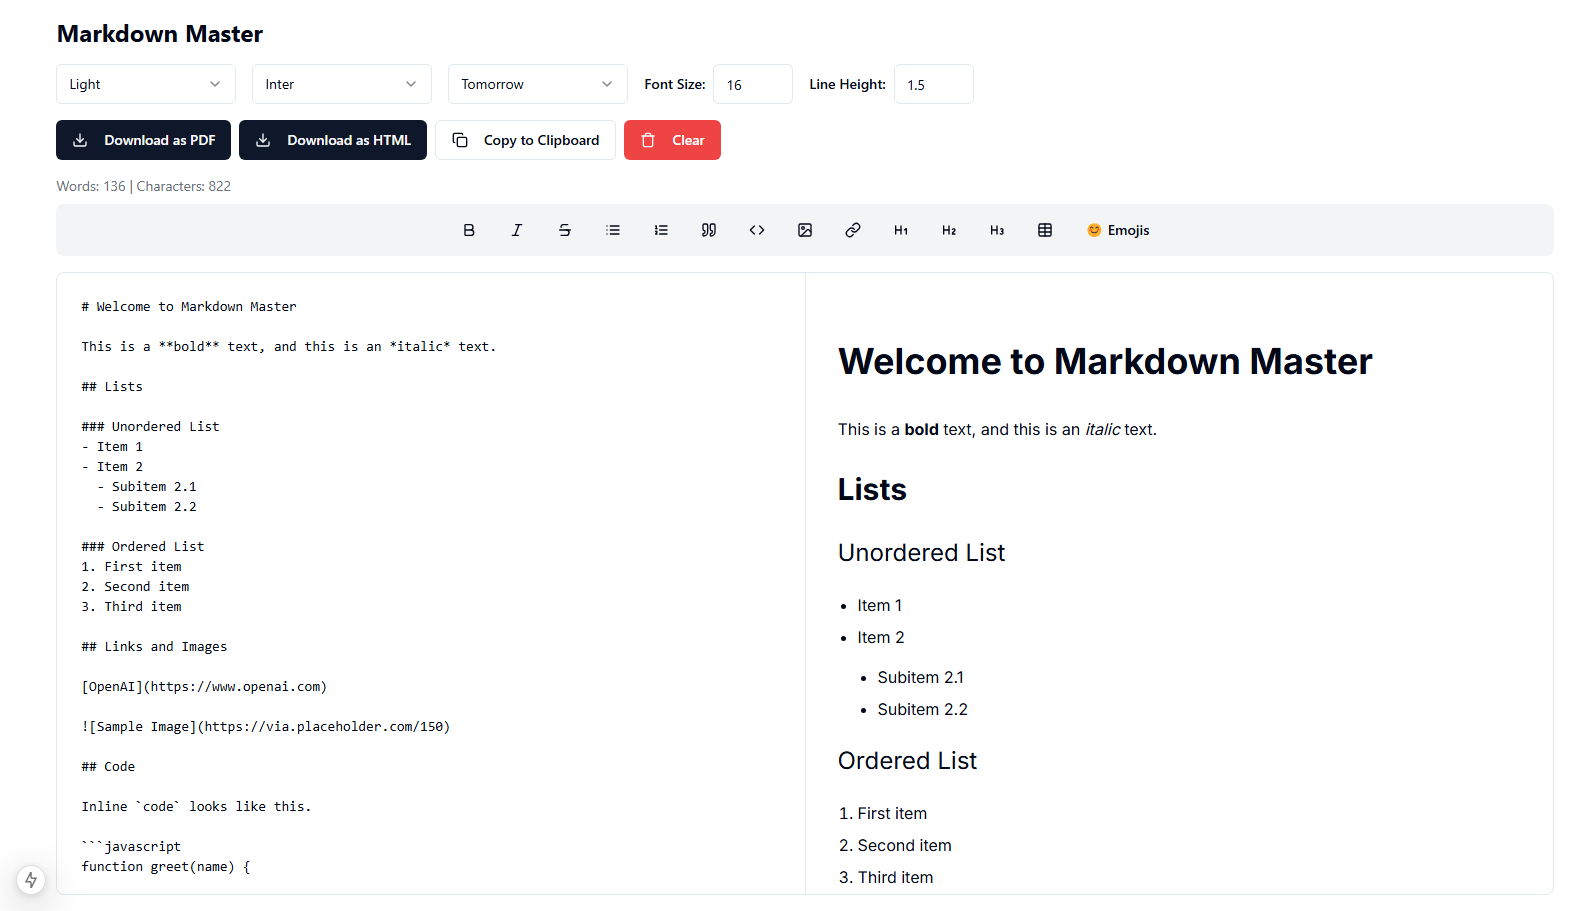 Markdown Master
Light
Inter
Tomorrow
Font Size:
16
Line Height:
1.5
Download as PDF
Download as HTML
Copy to Clipboard
Clear
Words: 136 | Characters: 822
B
I
S
H1
H2
H3
😊 Emojis
# Welcome to Markdown Master
This is a **bold** text, and this is an *italic* text.
## Lists
### Unordered List
- Item 1
- Item 2
  - Subitem 2.1
  - Subitem 2.2
### Ordered List
1. First item
2. Second item
3. Third item
## Links and Images
[OpenAI](https://www.openai.com)
![Sample Image](https://via.placeholder.com/150)
## Code
Inline `code` looks like this.
```javascript
function greet(name) {
Welcome to Markdown Master
This is a bold text, and this is an italic text.
Lists
Unordered List
• Item 1
• Item 2
• Subitem 2.1
• Subitem 2.2
Ordered List
1. First item
2. Second item
3. Third item